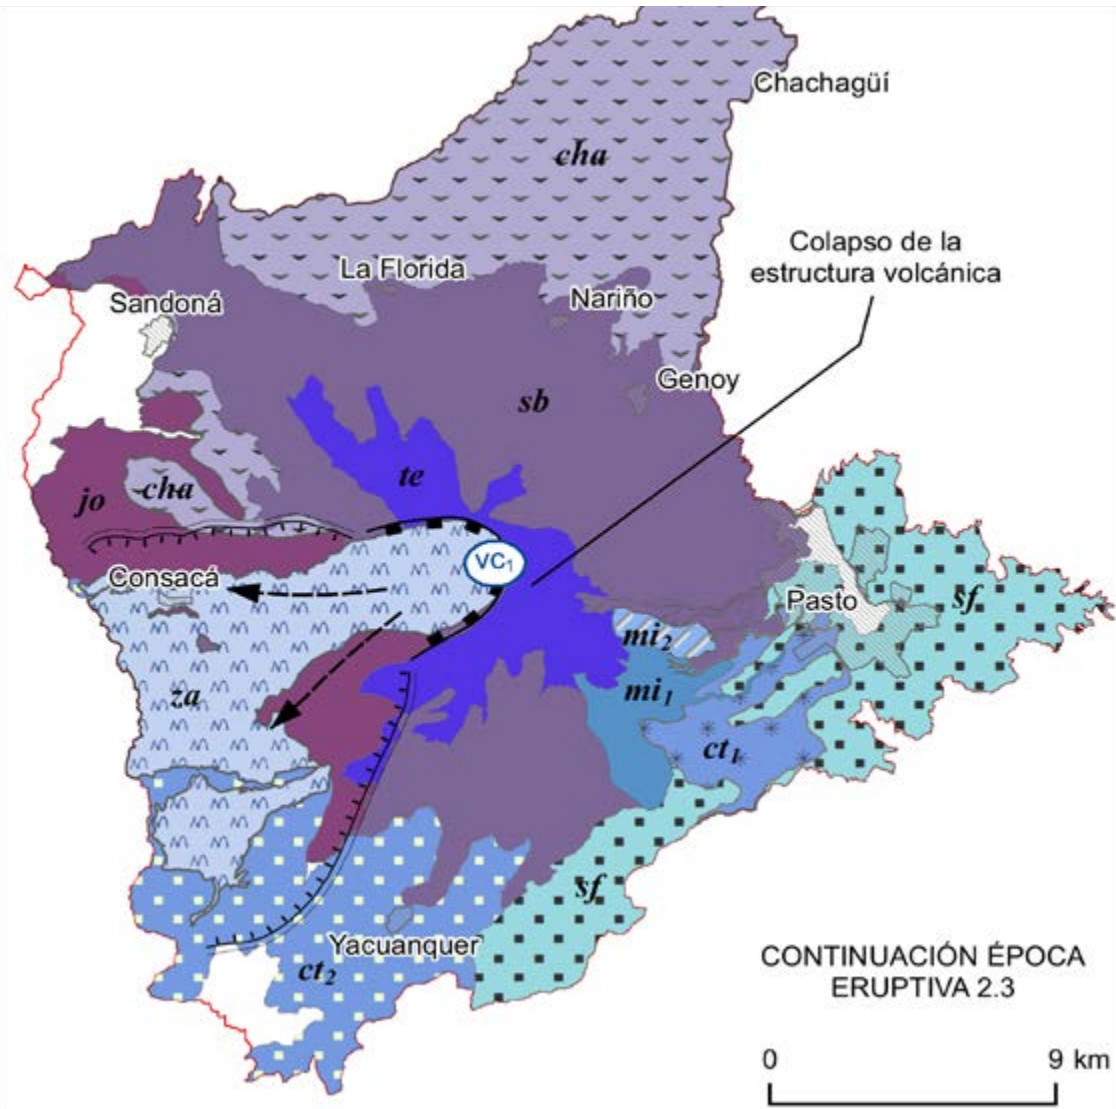 Chachagüí
cha
Colapso de la
estructura volcánica
La Florida
Nariño
Sandoná
Genoy
sb
te
cha
jo
VC₁
Consacá
Pasto
sf
mi₂
mi₁
za
ct₁
sf
Yacuanquer
ct₂
CONTINUACIÓN ÉPOCA
ERUPTIVA 2.3
0 9 km